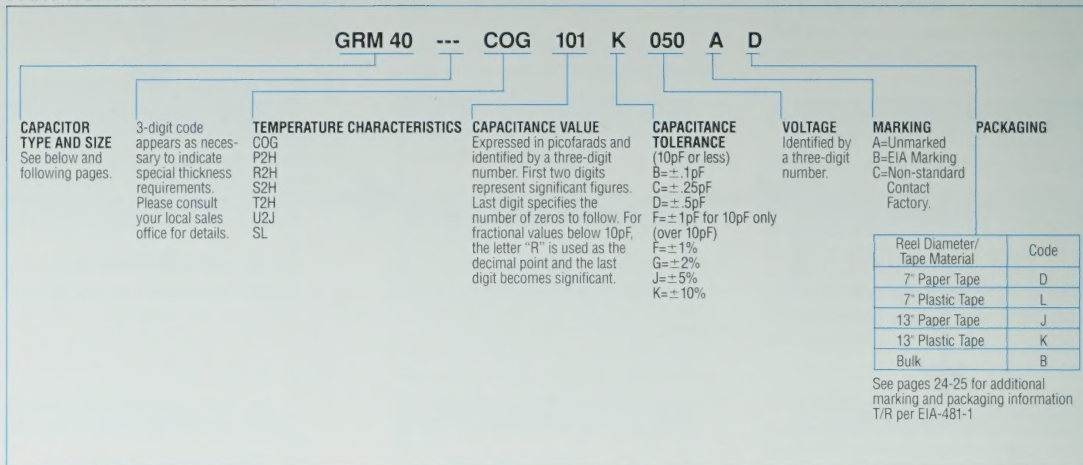 GRM 40 --- COG 101 K 050 A D
CAPACITOR
TYPE AND SIZE
See below and
following pages.
3-digit code
appears as neces-
sary to indicate
special thickness
requirements.
Please consult
your local sales
office for details.
TEMPERATURE CHARACTERISTICS
COG
P2H
R2H
S2H
T2H
U2J
SL
CAPACITANCE VALUE
Expressed in picofarads and
identified by a three-digit
number. First two digits
represent significant figures.
Last digit specifies the
number of zeros to follow. For
fractional values below 10pF,
the letter "R" is used as the
decimal point and the last
digit becomes significant.
CAPACITANCE
TOLERANCE
(10pF or less)
B=±.1pF
C=±.25pF
D=±.5pF
F=±1pF for 10pF only
(over 10pF)
F=±1%
G=±2%
J=±5%
K=±10%
VOLTAGE
Identified by
a three-digit
number.
MARKING
A=Unmarked
B=EIA Marking
C=Non-standard
Contact
Factory.
PACKAGING
Reel Diameter/
Tape Material Code
7" Paper Tape D
7" Plastic Tape L
13" Paper Tape J
13" Plastic Tape K
Bulk B
See pages 24-25 for additional
marking and packaging information
T/R per EIA-481-1